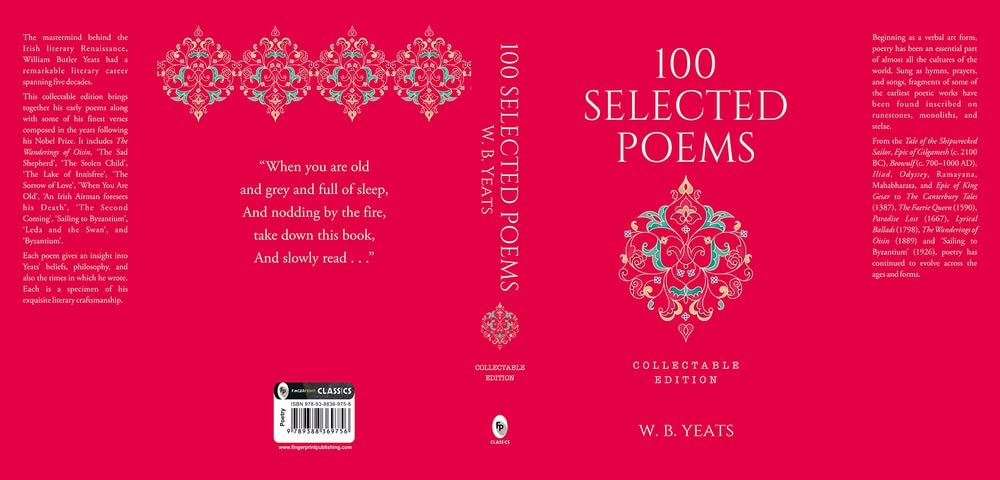 The mastermind behind the
Irish literary Renaissance,
William Butler Yeats had a
remarkable literary career
spanning five decades.
This collectable edition brings
together his early poems along
with some of his finest verses
composed in the years following
his Nobel Prize. It includes The
Wanderings of Oisin, 'The Sad
Shepherd', 'The Stolen Child',
'The Lake of Innisfree', 'The
Sorrow of Love', 'When You Are
Old', 'An Irish Airman foresees
his Death', 'The Second
Coming', 'Sailing to Byzantium',
'Leda and the Swan', and
'Byzantium'.
Each poem gives an insight into
Yeats' beliefs, philosophy, and
also the times in which he wrote.
Each is a specimen of his
exquisite literary craftsmanship.
“When you are old
and grey and full of sleep,
And nodding by the fire,
take down this book,
And slowly read . . .”
Fp FINGERPRINT! CLASSICS
Poetry
ISBN 978-93-8836-975-6
9 789388 369756
www.fingerprintpublishing.com
100 SELECTED POEMS
W. B. YEATS
COLLECTABLE
EDITION
Fp
CLASSICS
100
SELECTED
POEMS
COLLECTABLE
EDITION
W. B. YEATS
Beginning as a verbal art form,
poetry has been an essential part
of almost all the cultures of the
world. Sung as hymns, prayers,
and songs, fragments of some of
the earliest poetic works have
been found inscribed on
runestones, monoliths, and
stelae.
From the Tale of the Shipwrecked
Sailor, Epic of Gilgamesh (c. 2100
BC), Beowulf (c. 700–1000 AD),
Iliad, Odyssey, Ramayana,
Mahabharata, and Epic of King
Gesar to The Canterbury Tales
(1387), The Faerie Queen (1590),
Paradise Lost (1667), Lyrical
Ballads (1798), The Wanderings of
Oisin (1889) and 'Sailing to
Byzantium' (1926), poetry has
continued to evolve across the
ages and forms.